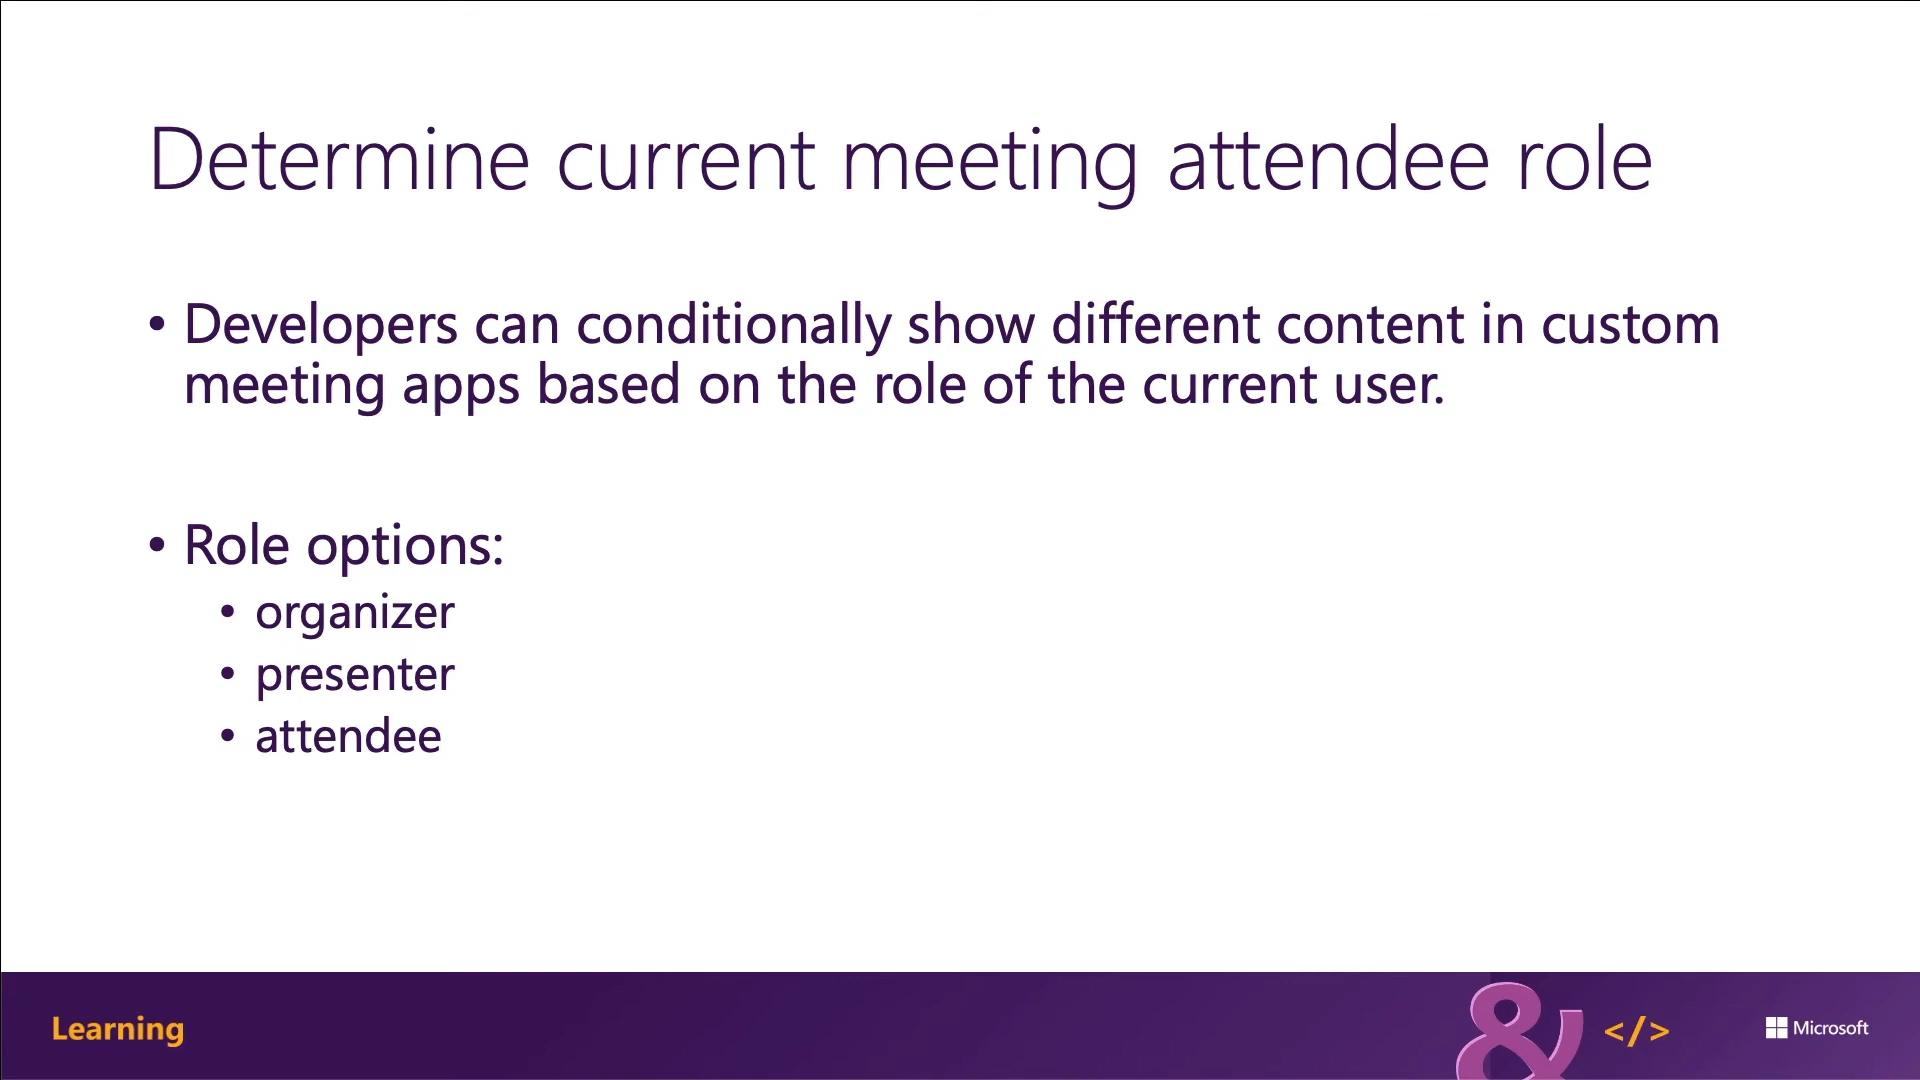 Determine current meeting attendee role
• Developers can conditionally show different content in custom
meeting apps based on the role of the current user.
• Role options:
• organizer
• presenter
• attendee
Learning
& </>
Microsoft